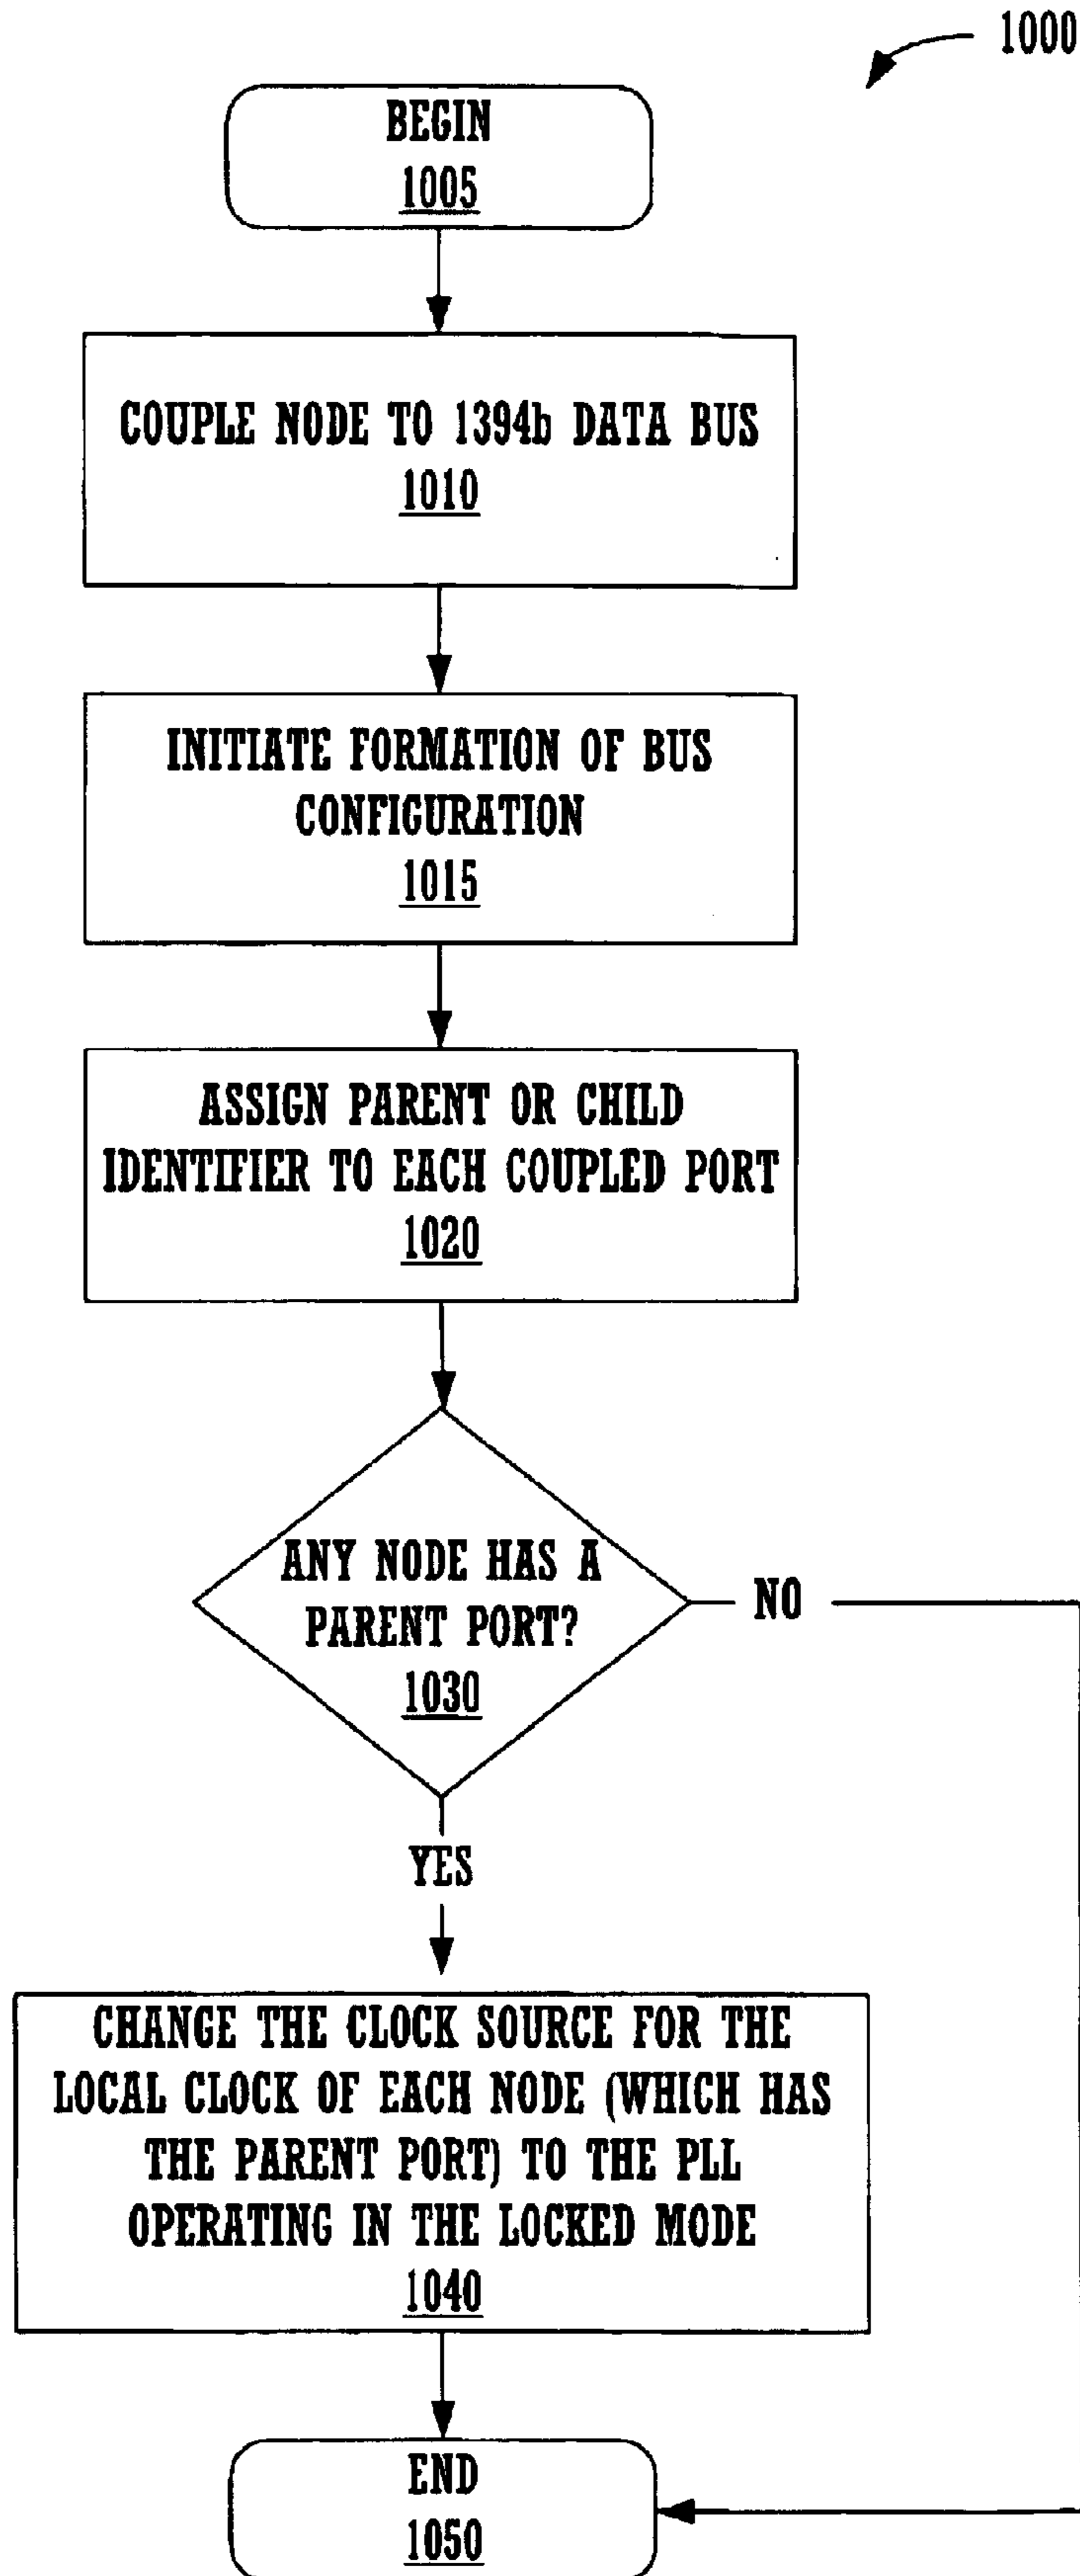 1000
BEGIN
1005
COUPLE NODE TO 1394b DATA BUS
1010
INITIATE FORMATION OF BUS
CONFIGURATION
1015
ASSIGN PARENT OR CHILD
IDENTIFIER TO EACH COUPLED PORT
1020
ANY NODE HAS A
PARENT PORT?
1030
NO
YES
CHANGE THE CLOCK SOURCE FOR THE
LOCAL CLOCK OF EACH NODE (WHICH HAS
THE PARENT PORT) TO THE PLL
OPERATING IN THE LOCKED MODE
1040
END
1050